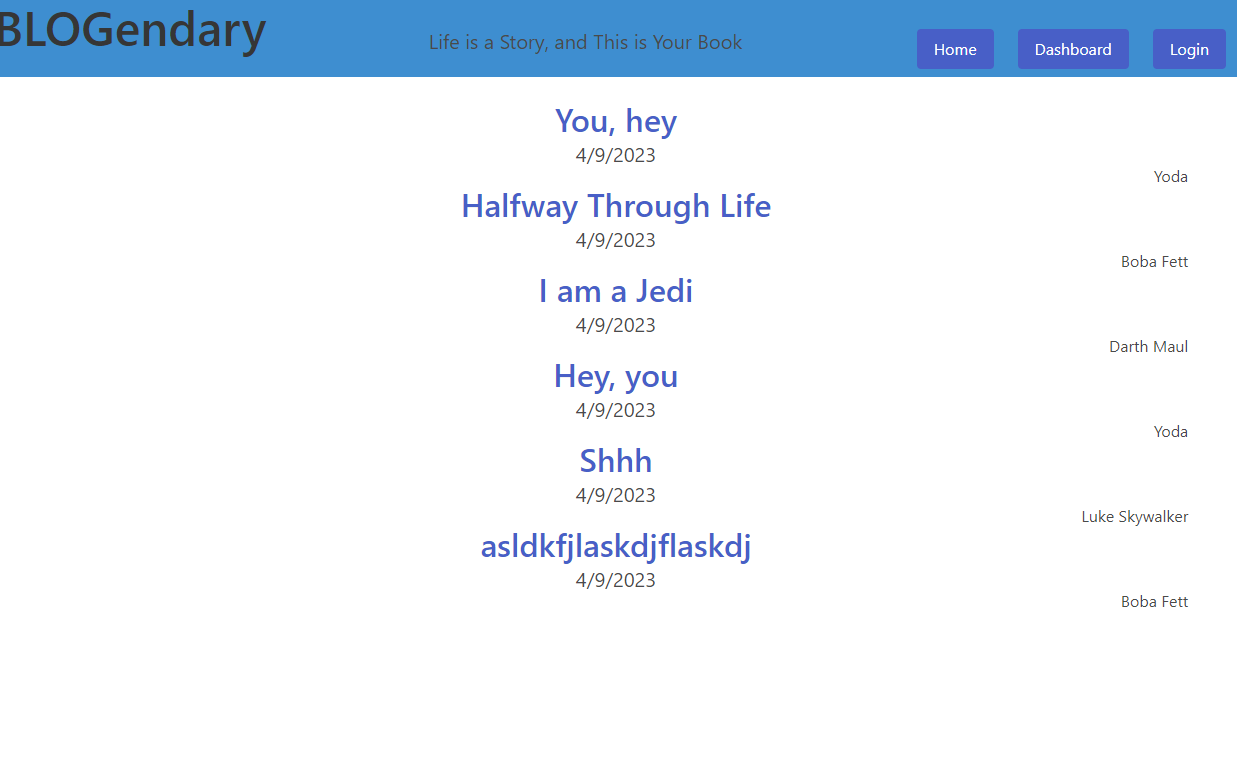 BLOGendary
Life is a Story, and This is Your Book
Home
Dashboard
Login
You, hey
4/9/2023
Yoda
Halfway Through Life
4/9/2023
Boba Fett
I am a Jedi
4/9/2023
Darth Maul
Hey, you
4/9/2023
Yoda
Shhh
4/9/2023
Luke Skywalker
asldkfjlaskdjflaskdj
4/9/2023
Boba Fett